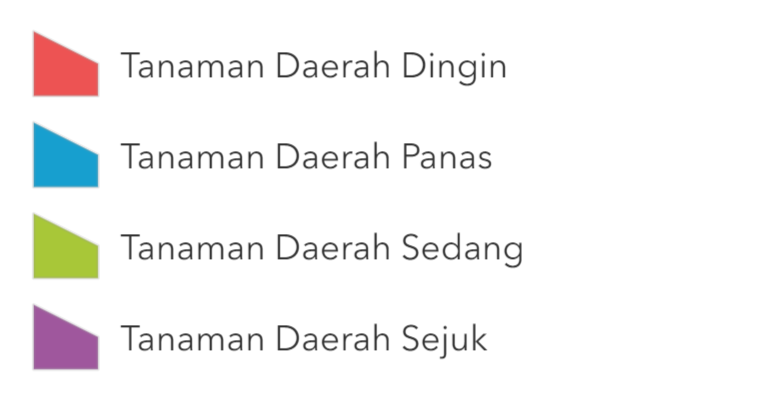 Tanaman Daerah Dingin
Tanaman Daerah Panas
Tanaman Daerah Sedang
Tanaman Daerah Sejuk